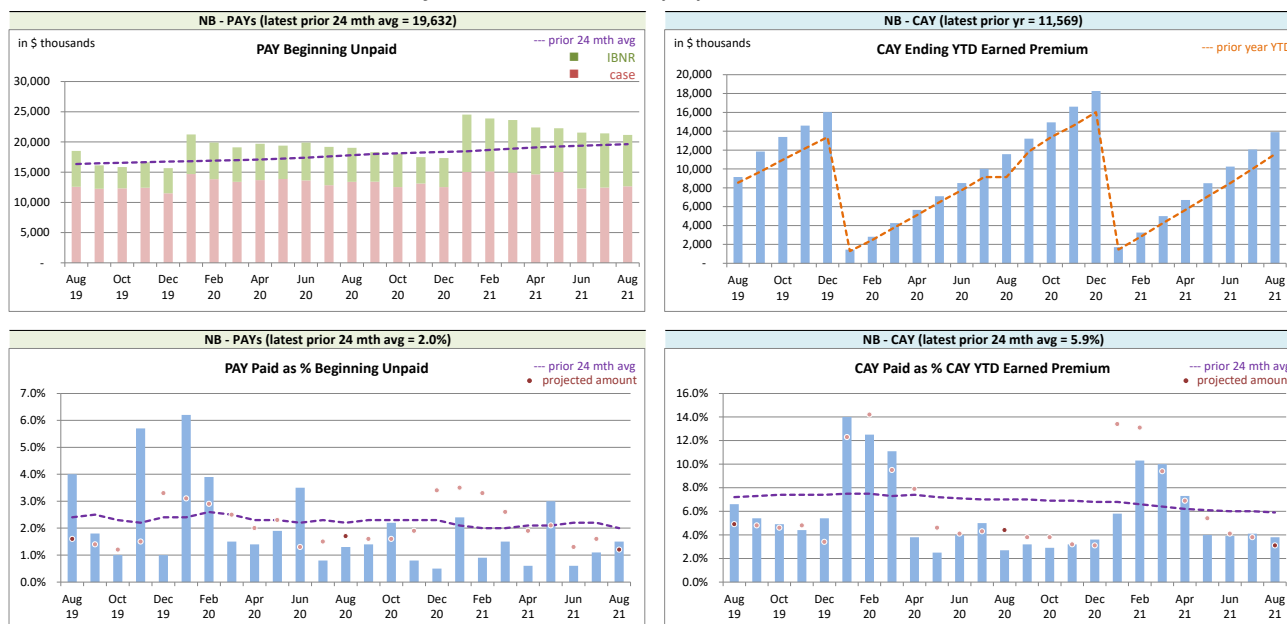 NB - PAYs (latest prior 24 mth avg = 19,632)
in $ thousands
PAY Beginning Unpaid
--- prior 24 mth avg
IBNR
case
30,000
25,000
20,000
15,000
10,000
5,000
-
Aug Oct Dec Feb Apr Jun Aug Oct Dec Feb Apr Jun Aug
19 19 19 20 20 20 20 20 20 21 21 21 21
NB - CAY (latest prior yr = 11,569)
in $ thousands
CAY Ending YTD Earned Premium
--- prior year YTD
20,000
18,000
16,000
14,000
12,000
10,000
8,000
6,000
4,000
2,000
-
Aug Oct Dec Feb Apr Jun Aug Oct Dec Feb Apr Jun Aug
19 19 19 20 20 20 20 20 20 21 21 21 21
NB - PAYs (latest prior 24 mth avg = 2.0%)
PAY Paid as % Beginning Unpaid
--- prior 24 mth avg
projected amount
7.0%
6.0%
5.0%
4.0%
3.0%
2.0%
1.0%
0.0%
Aug Oct Dec Feb Apr Jun Aug Oct Dec Feb Apr Jun Aug
19 19 19 20 20 20 20 20 20 21 21 21 21
NB - CAY (latest prior 24 mth avg = 5.9%)
CAY Paid as % CAY YTD Earned Premium
--- prior 24 mth avg
projected amount
16.0%
14.0%
12.0%
10.0%
8.0%
6.0%
4.0%
2.0%
0.0%
Aug Oct Dec Feb Apr Jun Aug Oct Dec Feb Apr Jun Aug
19 19 19 20 20 20 20 20 20 21 21 21 21